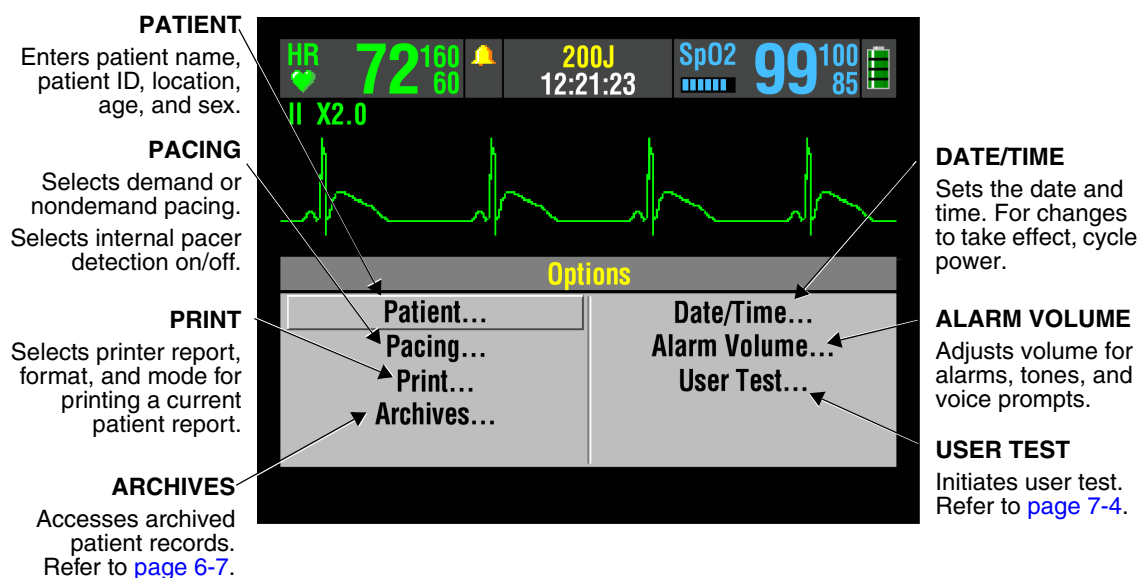 PATIENT
Enters patient name,
patient ID, location,
age, and sex.
PACING
Selects demand or
nondemand pacing.
Selects internal pacer
detection on/off.
PRINT
Selects printer report,
format, and mode for
printing a current
patient report.
ARCHIVES
Accesses archived
patient records.
Refer to page 6-7.
HR 72 160 60
200J
12:21:23
SpO2 99 100 85
II X2.0
Options
Patient...
Pacing...
Print...
Archives...
Date/Time...
Alarm Volume...
User Test...
DATE/TIME
Sets the date and
time. For changes
to take effect, cycle
power.
ALARM VOLUME
Adjusts volume for
alarms, tones, and
voice prompts.
USER TEST
Initiates user test.
Refer to page 7-4.